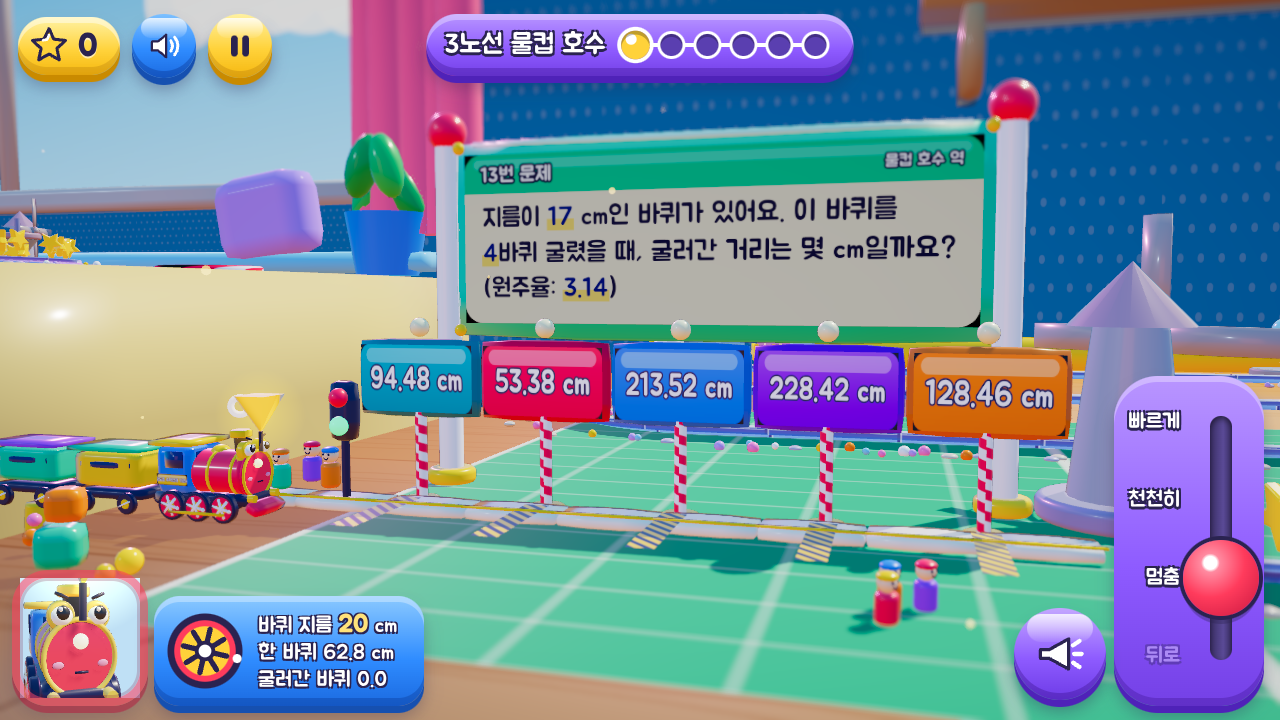 0
3노선 물컵 호수
13번 문제
물컵 호수 역
지름이 17 cm인 바퀴가 있어요. 이 바퀴를
4바퀴 굴렸을 때, 굴러간 거리는 몇 cm일까요?
(원주율: 3.14)
94.48 cm
53.38 cm
213.52 cm
228.42 cm
128.46 cm
빠르게
천천히
멈춤
뒤로
바퀴 지름 20 cm
한 바퀴 62.8 cm
굴러간 바퀴 0.0